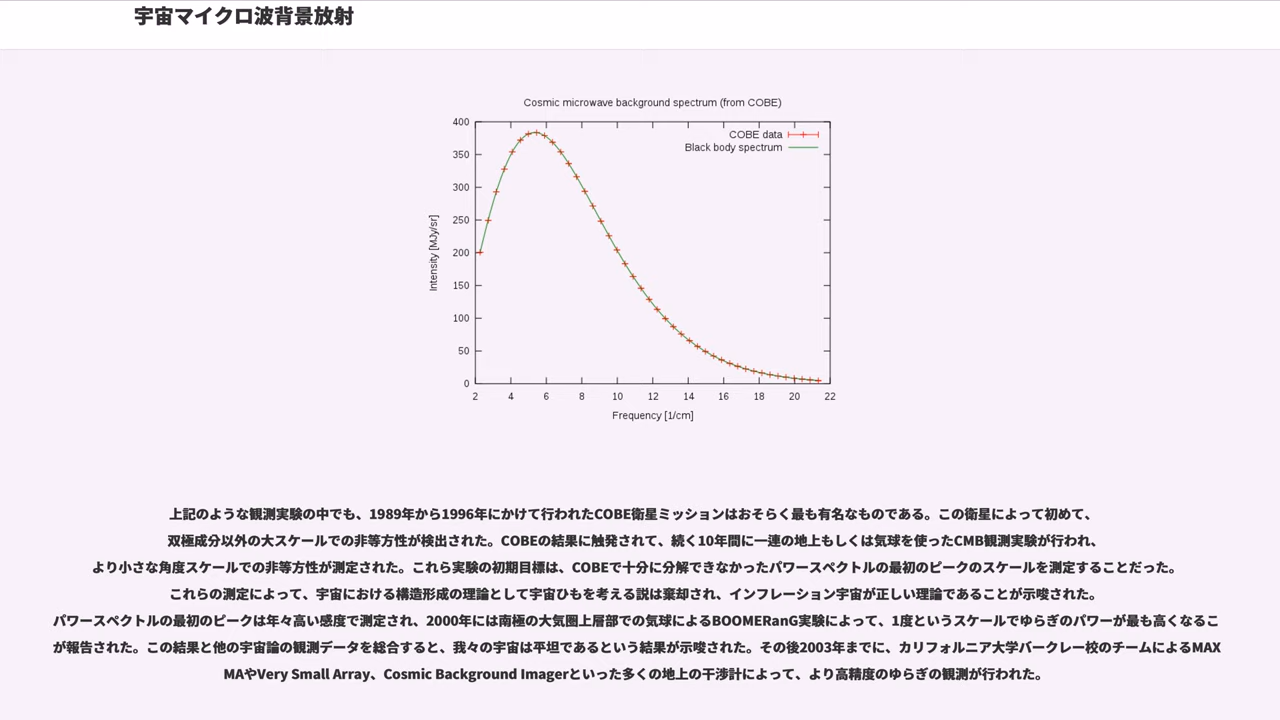 宇宙マイクロ波背景放射
Cosmic microwave background spectrum (from COBE)
COBE data
Black body spectrum
400
350
300
250
200
150
100
50
0
Intensity [MJy/sr]
2 4 6 8 10 12 14 16 18 20 22
Frequency [1/cm]
上記のような観測実験の中でも、1989年から1996年にかけて行われたCOBE衛星ミッションはおそらく最も有名なものである。この衛星によって初めて、
双極成分以外の大スケールでの非等方性が検出された。COBEの結果に触発されて、続く10年間に一連の地上もしくは気球を使ったCMB観測実験が行われ、
より小さな角度スケールでの非等方性が測定された。これら実験の初期目標は、COBEで十分に分解できなかったパワースペクトルの最初のピークのスケールを測定することだった。
これらの測定によって、宇宙における構造形成の理論として宇宙ひもを考える説は棄却され、インフレーション宇宙が正しい理論であることが示唆された。
パワースペクトルの最初のピークは年々高い感度で測定され、2000年には南極の大気圏上層部での気球によるBOOMERanG実験によって、1度というスケールでゆらぎのパワーが最も高くなるこ
が報告された。この結果と他の宇宙論の観測データを総合すると、我々の宇宙は平坦であるという結果が示唆された。その後2003年までに、カリフォルニア大学バークレー校のチームによるMAX
MAやVery Small Array、Cosmic Background Imagerといった多くの地上の干渉計によって、より高精度のゆらぎの観測が行われた。